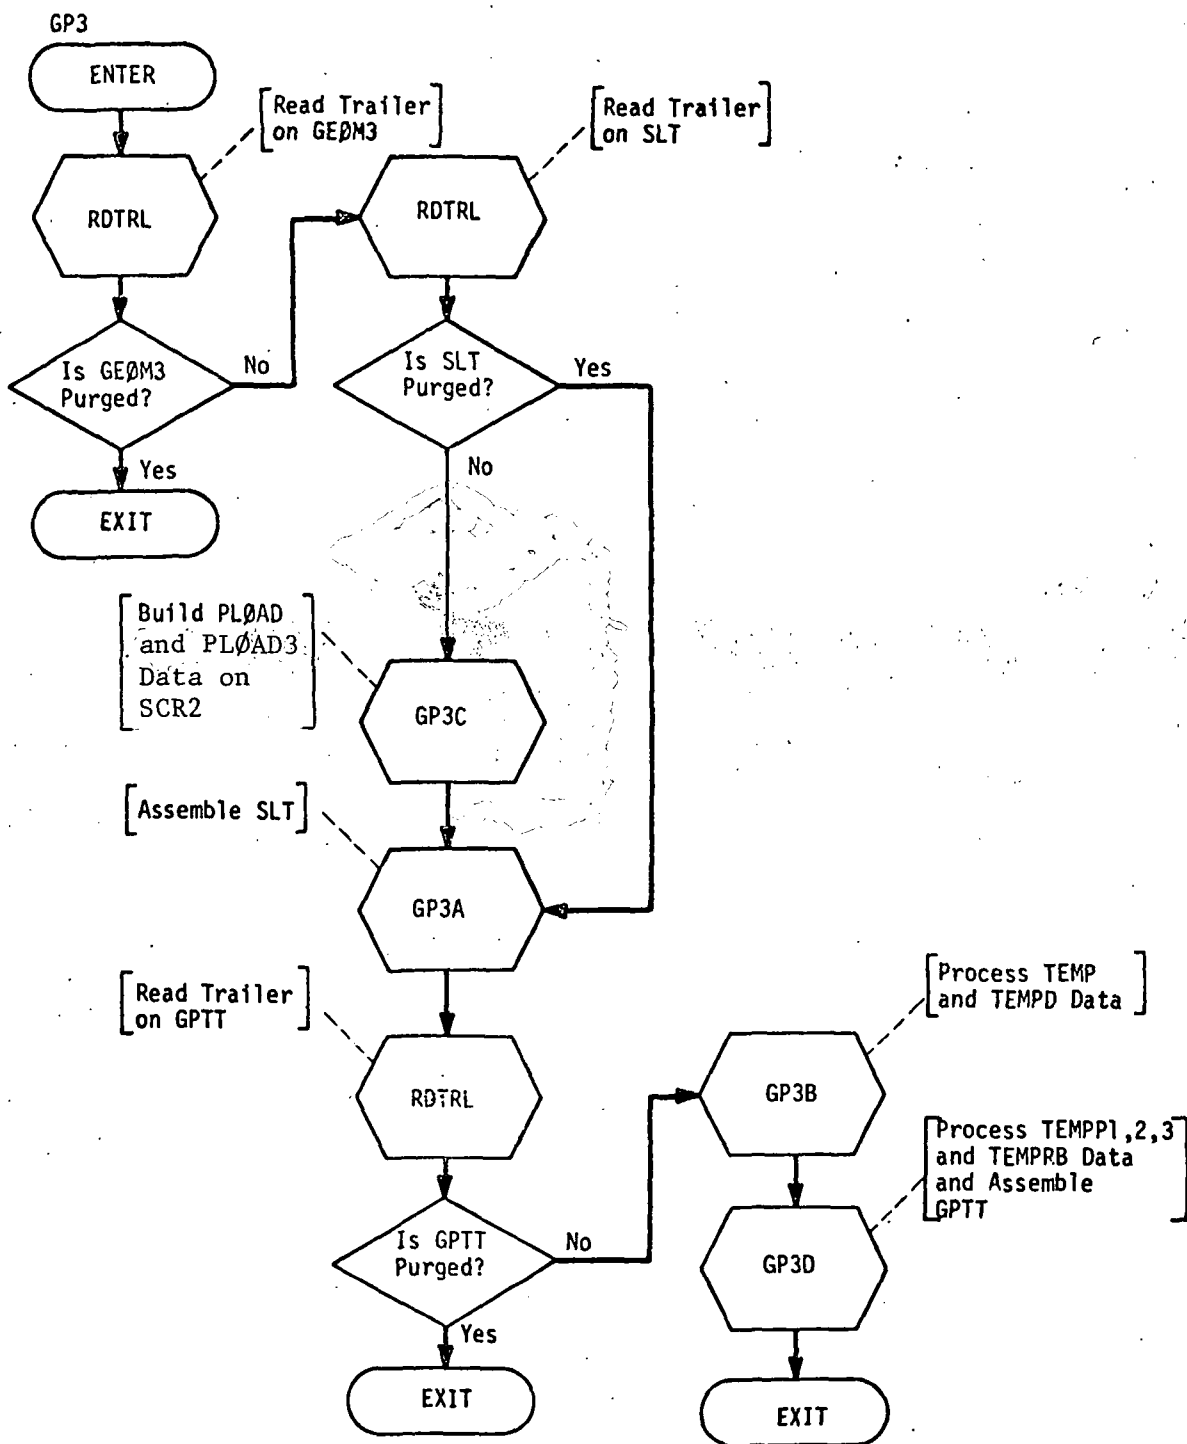 GP3
ENTER
Read Trailer
on GEØM3
Read Trailer
on SLT
RDTRL
RDTRL
Is GEØM3
Purged?
No
Is SLT
Purged?
Yes
Yes
No
EXIT
Build PLØAD
and PLØAD3
Data on
SCR2
GP3C
Assemble SLT
GP3A
Read Trailer
on GPTT
Process TEMP
and TEMPD Data
RDTRL
GP3B
Process TEMPP1,2,3
and TEMPRB Data
and Assemble
GPTT
Is GPTT
Purged?
No
GP3D
Yes
EXIT
EXIT